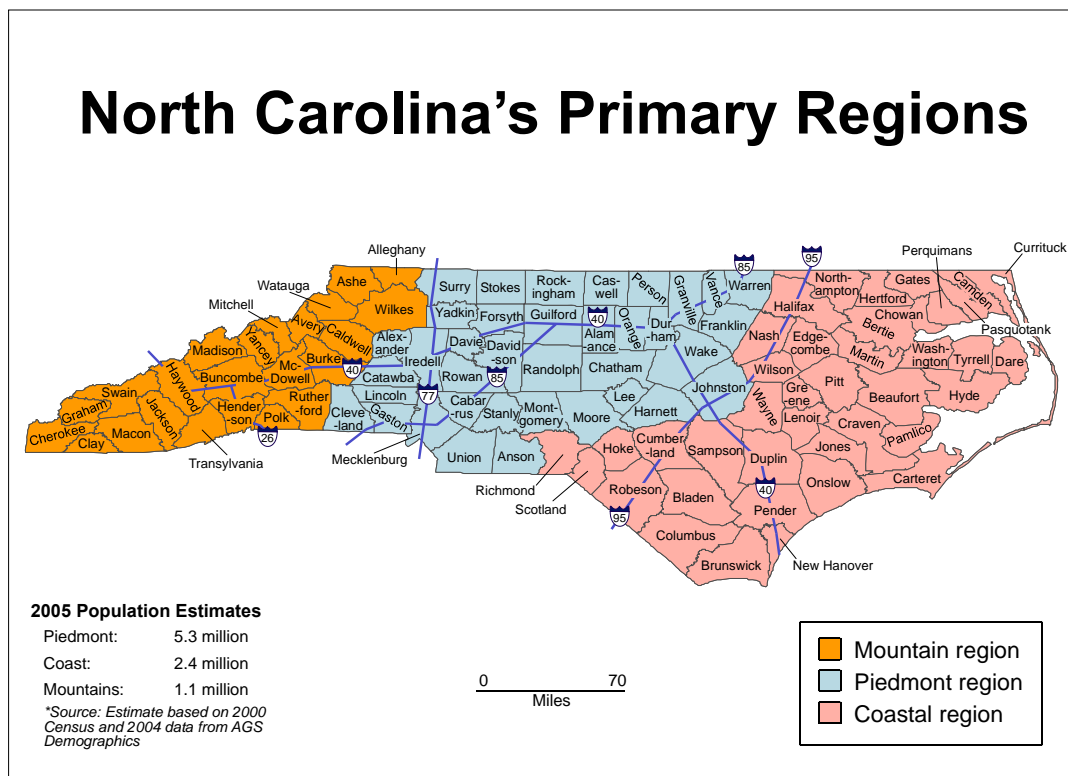 North Carolina's Primary Regions
Alleghany
Watauga
Mitchell
Ashe
Wilkes
Avery
Caldwell
Yancey
Madison
Burke
Mc-
Dowell
Buncombe
Haywood
Swain
Graham
Cherokee
Clay
Macon
Jackson
Hender
-son
Polk
Ruther
-ford
Transylvania
40
26
Surry
Stokes
Rock-
ingham
Cas-
well
Person
Granville
Vance
Warren
85
Yadkin
Forsyth
Guilford
40
Alam
ance
Orange
Dur-
ham
Franklin
Alex-
ander
Iredell
Davie
David
-son
Randolph
Chatham
Wake
Catawba
Rowan
85
77
Lincoln
Cleve
-land
Gaston
Mecklenburg
Cabar
-rus
Stanly
Mont-
gomery
Moore
Lee
Harnett
Johnston
Union
Anson
95
Perquimans
Currituck
North-
ampton
Gates
Camden
Hertford
Chowan
Pasquotank
Halifax
Bertie
Nash
Edge-
combe
Martin
Wash-
ington
Tyrrell
Dare
Wilson
Pitt
Beaufort
Hyde
Gre-
ene
Wayne
Lenoir
Craven
Pamlico
Jones
Carteret
Onslow
Duplin
Sampson
Cumber
-land
Hoke
Richmond
Scotland
Robeson
95
Bladen
40
Pender
Columbus
Brunswick
New Hanover
2005 Population Estimates
Piedmont: 5.3 million
Coast: 2.4 million
Mountains: 1.1 million
*Source: Estimate based on 2000
Census and 2004 data from AGS
Demographics
0 70
Miles
Mountain region
Piedmont region
Coastal region